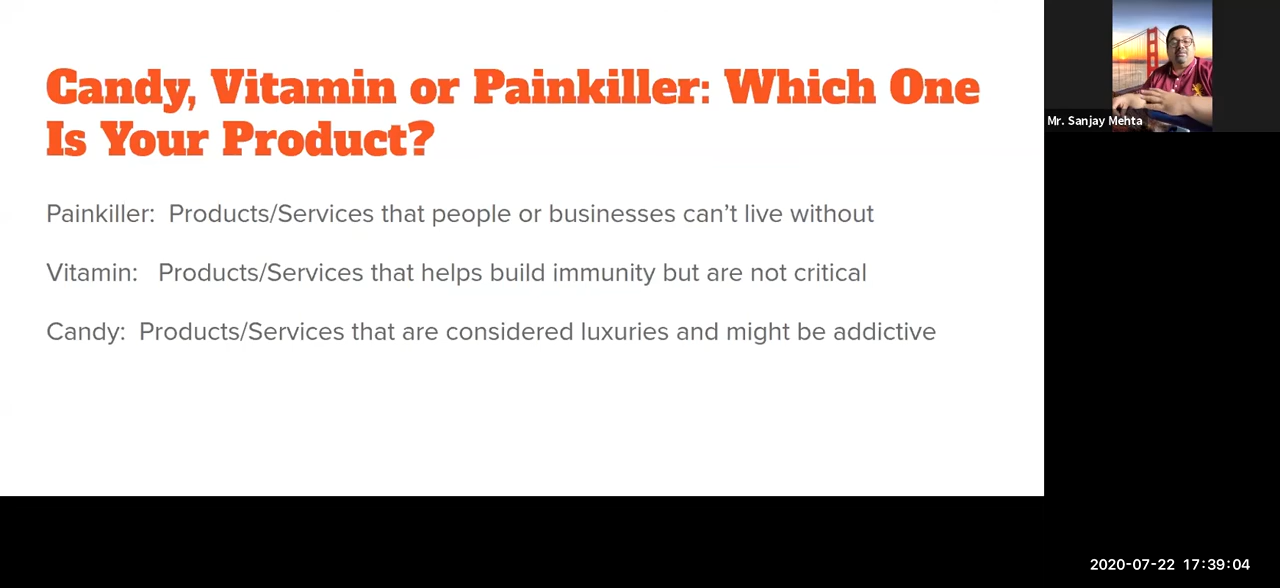 Candy, Vitamin or Painkiller: Which One
Is Your Product?
Painkiller: Products/Services that people or businesses can’t live without
Vitamin: Products/Services that helps build immunity but are not critical
Candy: Products/Services that are considered luxuries and might be addictive
Mr. Sanjay Mehta
2020-07-22 17:39:04